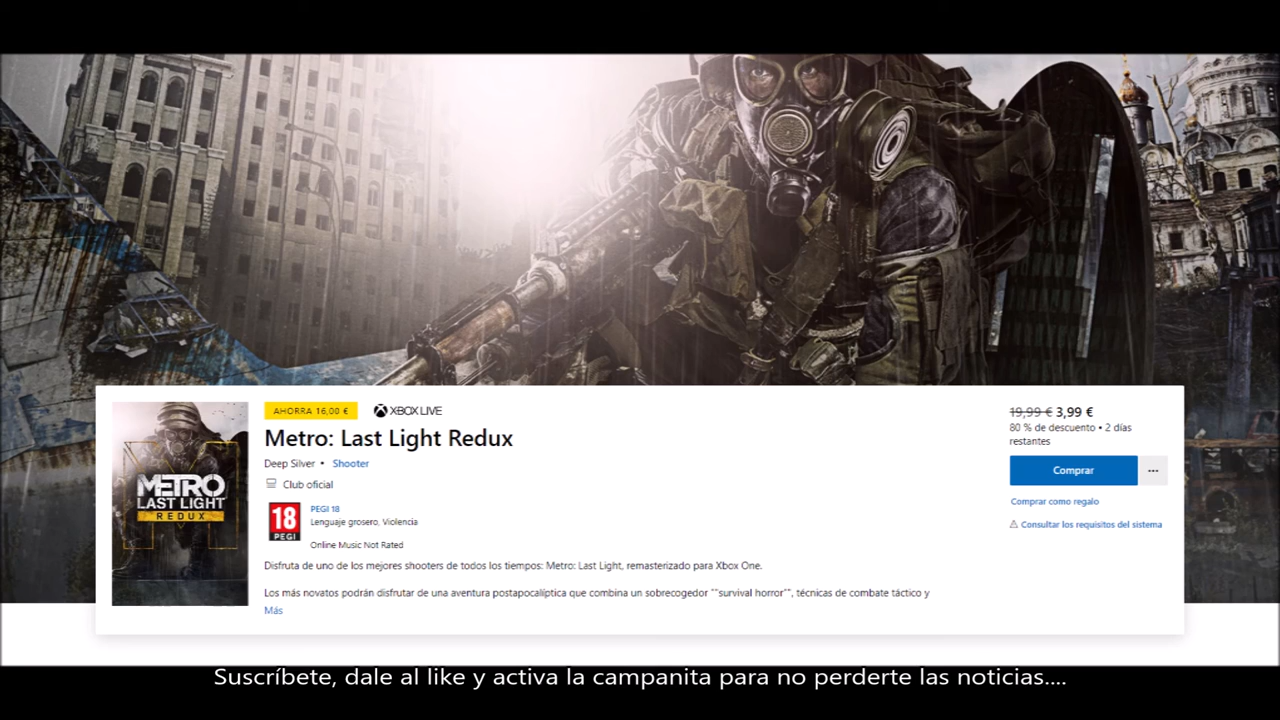 AHORRA 16,00 €
XBOX LIVE
Metro: Last Light Redux
Deep Silver • Shooter
Club oficial
18
PEGI
PEGI 18
Lenguaje grosero, Violencia
Online Music Not Rated
Disfruta de uno de los mejores shooters de todos los tiempos: Metro: Last Light, remasterizado para Xbox One.
Los más novatos podrán disfrutar de una aventura postapocalíptica que combina un sobrecogedor ""survival horror"", técnicas de combate táctico y
Más
METRO
LAST LIGHT
REDUX
19,99 € 3,99 €
80 % de descuento • 2 días
restantes
Comprar
...
Comprar como regalo
Consultar los requisitos del sistema
Suscríbete, dale al like y activa la campanita para no perderte las noticias....